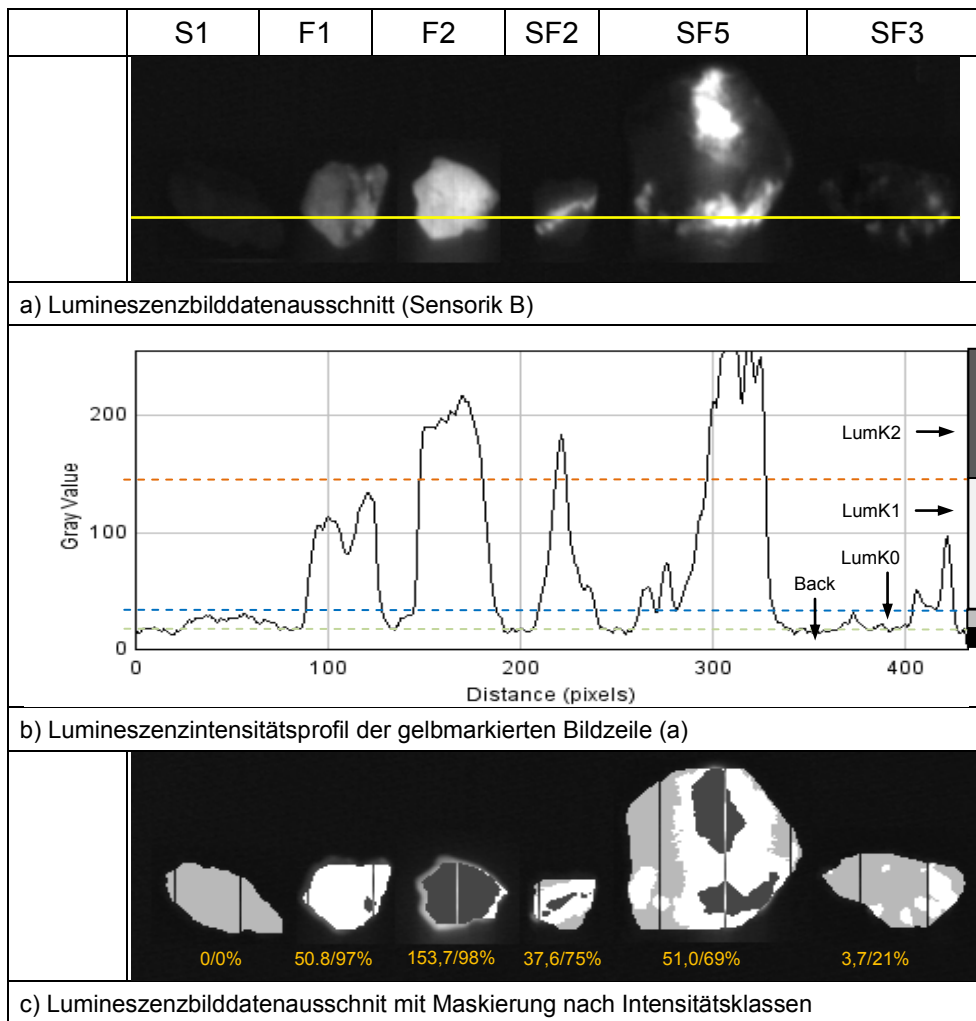 S1 F1 F2 SF2 SF5 SF3
a) Lumineszenzbilddatenausschnitt (Sensorik B)
200
100
0
Gray Value
LumK2
LumK1
LumK0
Back
0 100 200 300 400
Distance (pixels)
b) Lumineszenzintensitätsprofil der gelbmarkierten Bildzeile (a)
0/0% 50.8/97% 153,7/98% 37,6/75% 51,0/69% 3,7/21%
c) Lumineszenzbilddatenausschnit mit Maskierung nach Intensitätsklassen